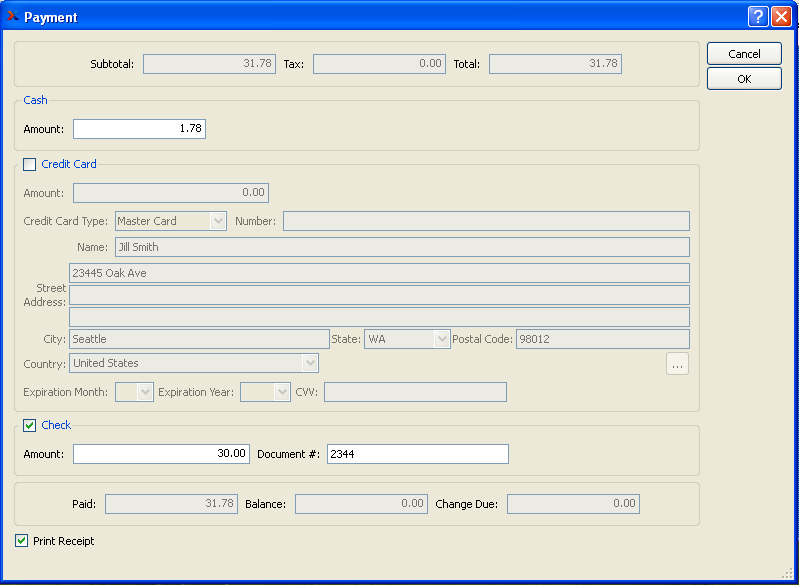 Payment
Subtotal: 31.78 Tax: 0.00 Total: 31.78
Cancel
OK
Cash
Amount: 1.78
Credit Card
Amount: 0.00
Credit Card Type: Master Card Number:
Name: Jill Smith
23445 Oak Ave
Street
Address:
City: Seattle State: WA Postal Code: 98012
Country: United States ...
Expiration Month: Expiration Year: CVV:
Check
Amount: 30.00 Document #: 2344
Paid: 31.78 Balance: 0.00 Change Due: 0.00
Print Receipt